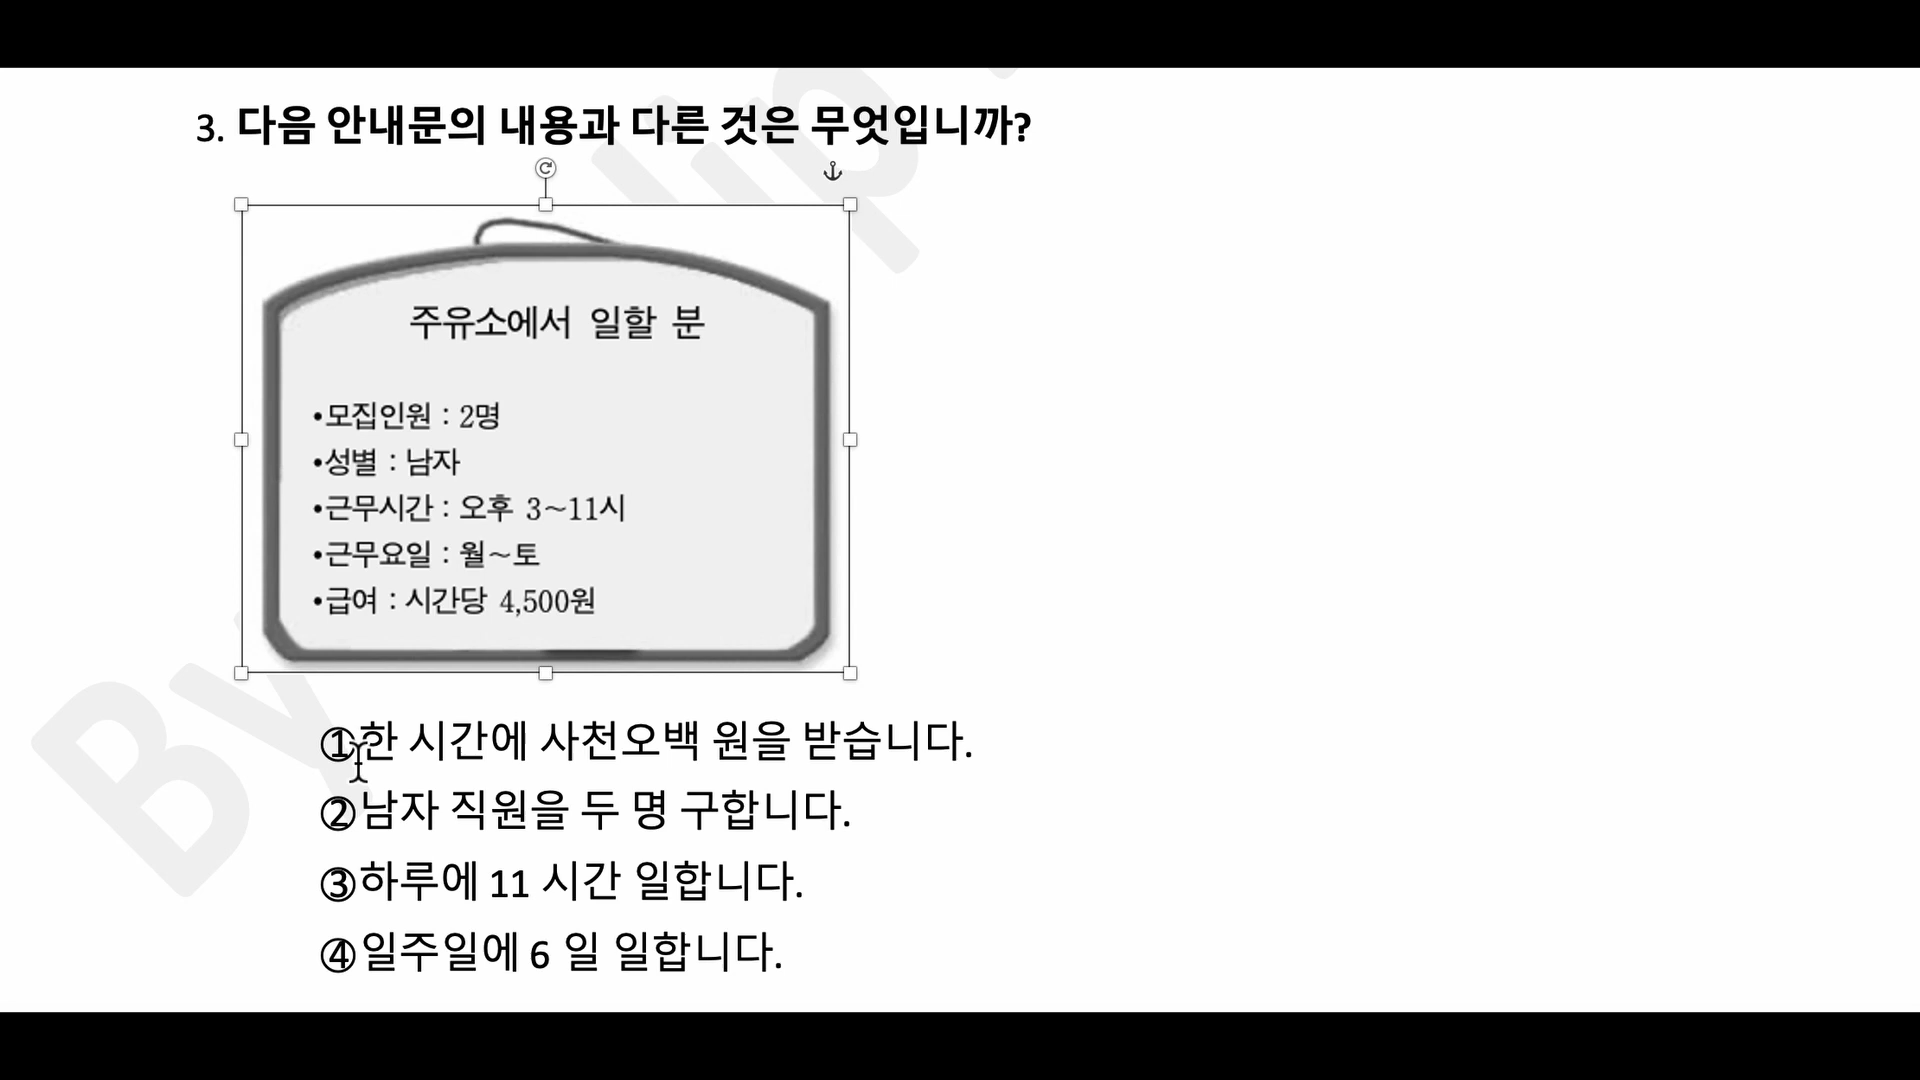 3. 다음 안내문의 내용과 다른 것은 무엇입니까?
주유소에서 일할 분
•모집인원 : 2명
•성별 : 남자
•근무시간 : 오후 3~11시
•근무요일 : 월~토
•급여 : 시간당 4,500원
①한 시간에 사천오백 원을 받습니다.
②남자 직원을 두 명 구합니다.
③하루에 11 시간 일합니다.
④일주일에 6 일 일합니다.
By